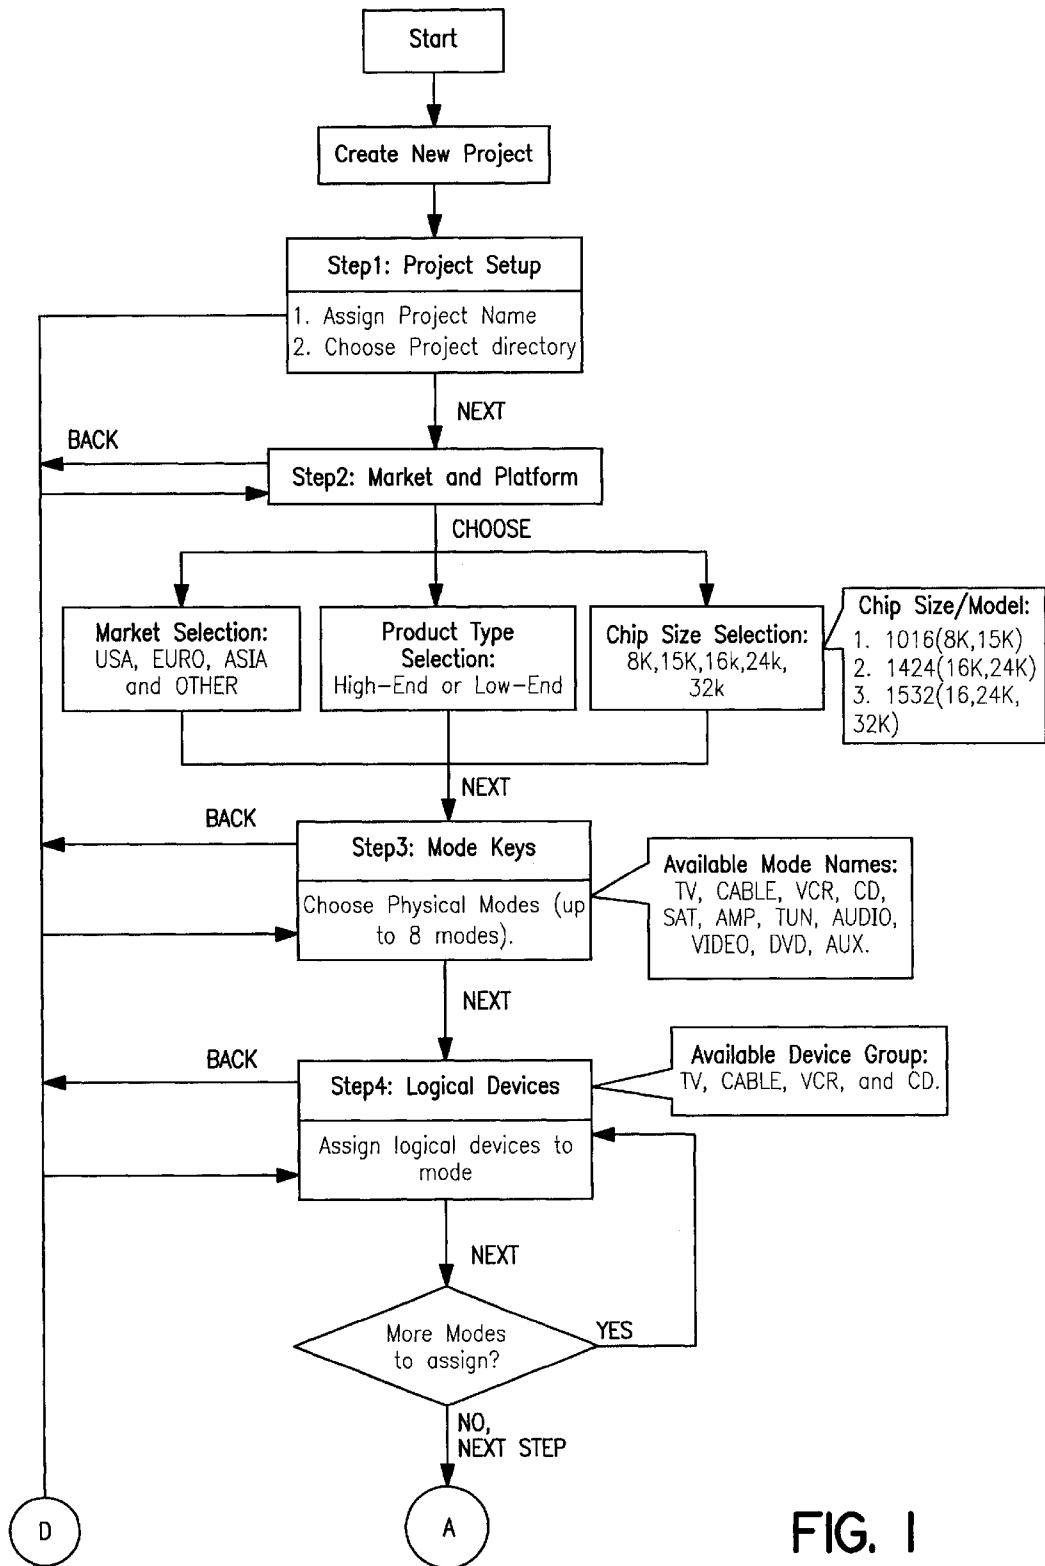 Start
Create New Project
Step1: Project Setup
1. Assign Project Name
2. Choose Project directory
NEXT
BACK
Step2: Market and Platform
CHOOSE
Market Selection:
USA, EURO, ASIA
and OTHER
Product Type
Selection:
High-End or Low-End
Chip Size Selection:
8K,15K,16k,24k,
32k
Chip Size/Model:
1. 1016(8K,15K)
2. 1424(16K,24K)
3. 1532(16,24K,
32K)
NEXT
BACK
Step3: Mode Keys
Choose Physical Modes (up
to 8 modes).
Available Mode Names:
TV, CABLE, VCR, CD,
SAT, AMP, TUN, AUDIO,
VIDEO, DVD, AUX.
NEXT
BACK
Step4: Logical Devices
Assign logical devices to
mode
Available Device Group:
TV, CABLE, VCR, and CD.
NEXT
More Modes
to assign?
YES
NO,
NEXT STEP
D
A
FIG. 1